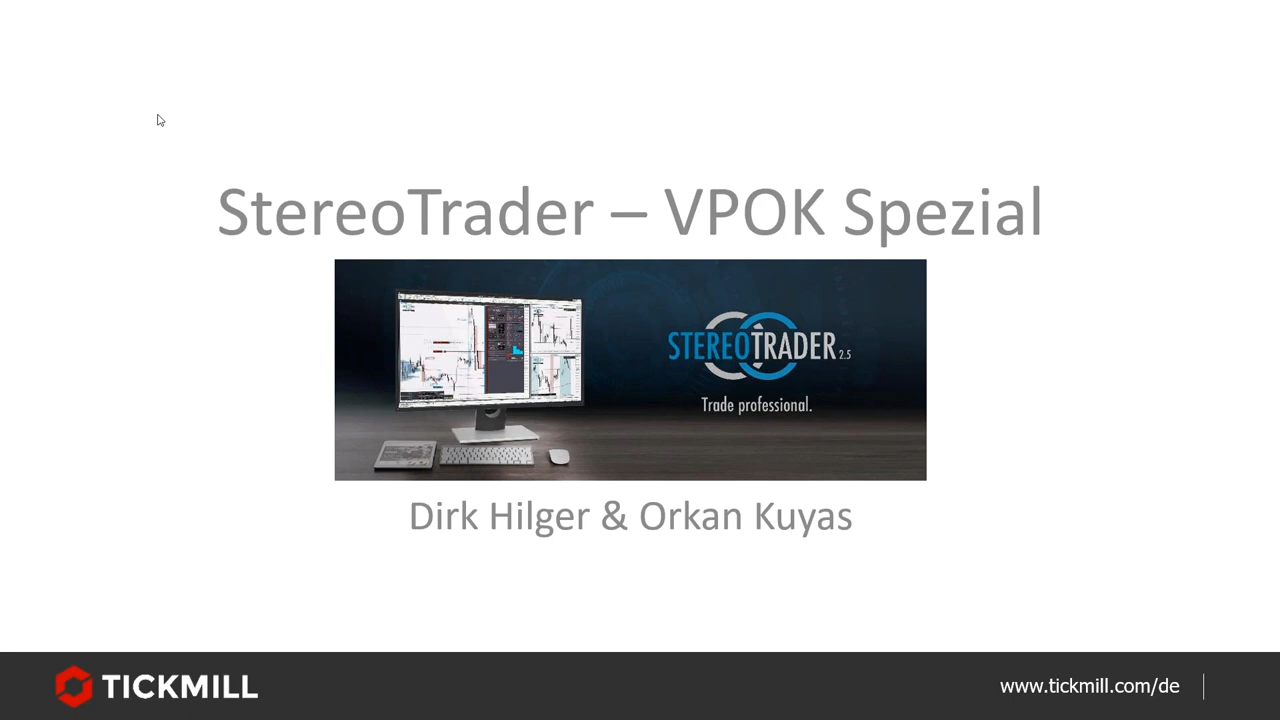 StereoTrader – VPOK Spezial
STEREOTRADER 2.5
Trade professional.
Dirk Hilger & Orkan Kuyas
TICKMILL
www.tickmill.com/de